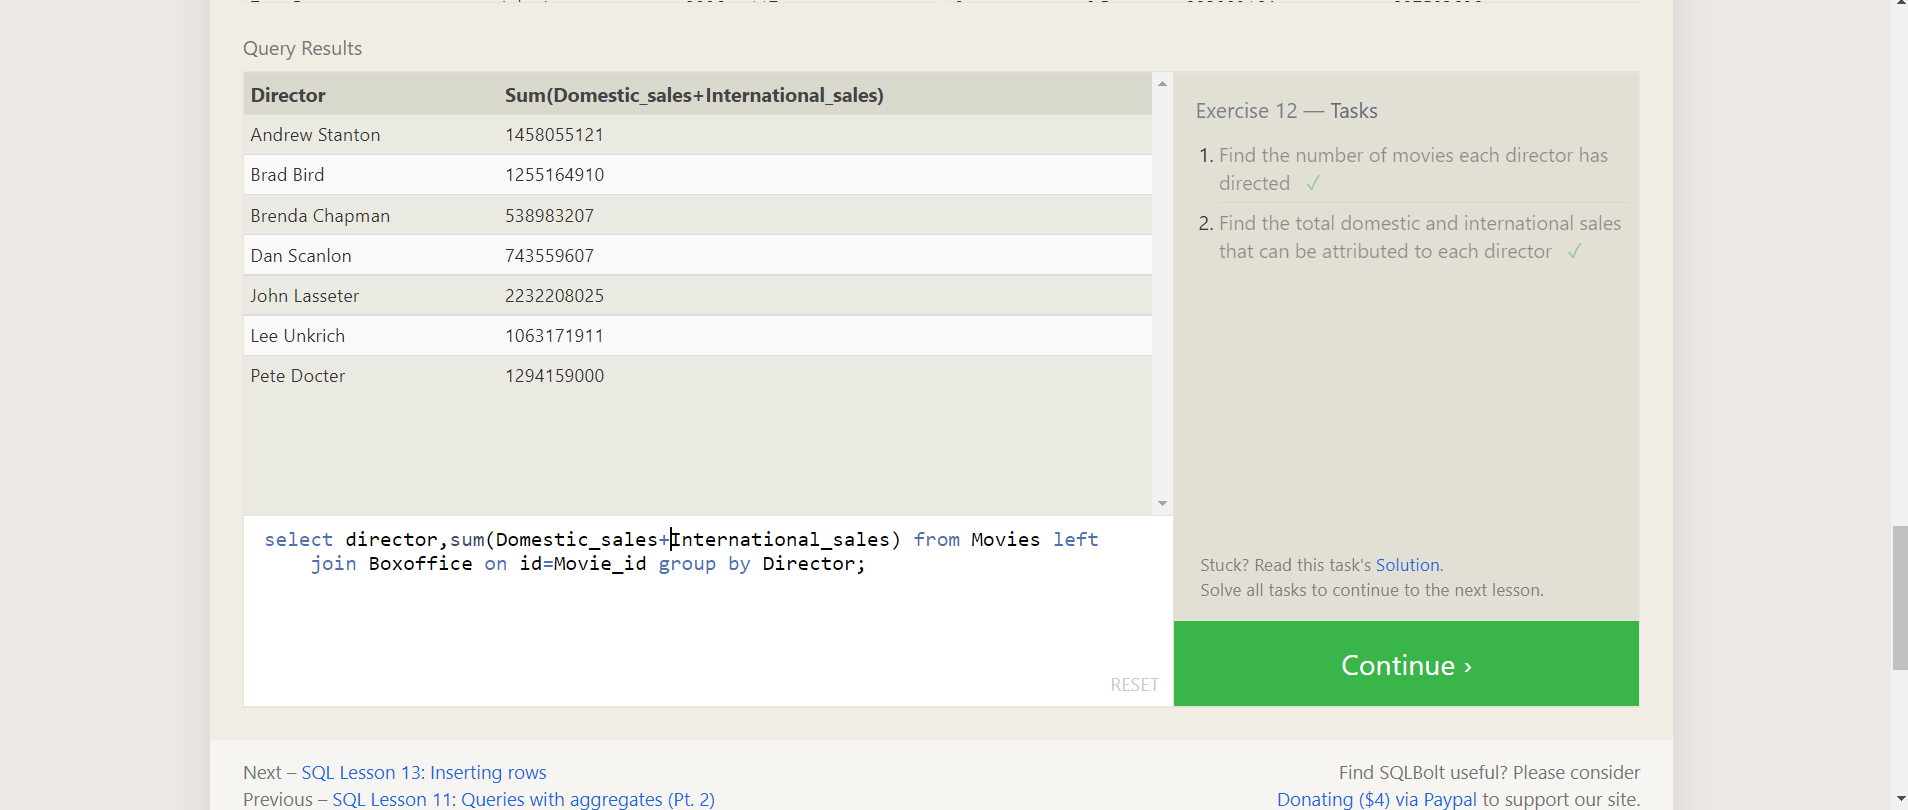 Query Results
Director Sum(Domestic_sales+International_sales)
Andrew Stanton 1458055121
Brad Bird 1255164910
Brenda Chapman 538983207
Dan Scanlon 743559607
John Lasseter 2232208025
Lee Unkrich 1063171911
Pete Docter 1294159000
select director,sum(Domestic_sales+International_sales) from Movies left
join Boxoffice on id=Movie_id group by Director;
RESET
Exercise 12 — Tasks
1. Find the number of movies each director has
directed ✓
2. Find the total domestic and international sales
that can be attributed to each director ✓
Stuck? Read this task's Solution.
Solve all tasks to continue to the next lesson.
Continue ›
Next – SQL Lesson 13: Inserting rows
Previous – SQL Lesson 11: Queries with aggregates (Pt. 2)
Find SQLBolt useful? Please consider
Donating ($4) via Paypal to support our site.